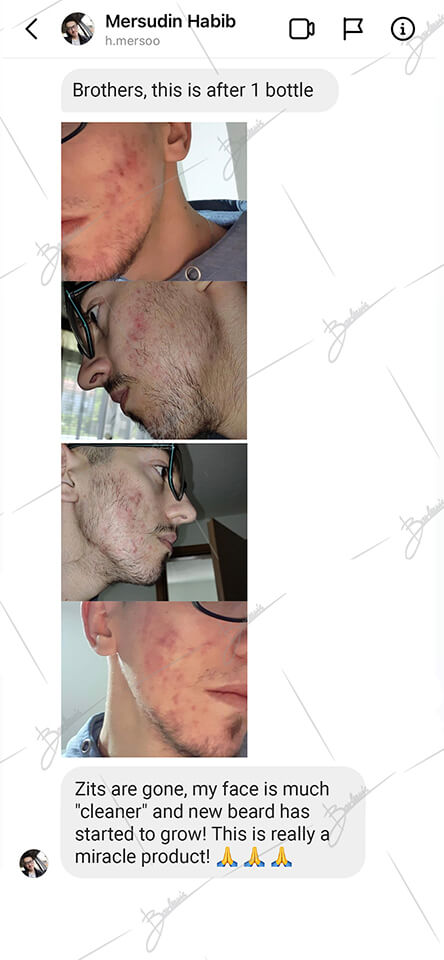 Mersudin Habib
h.mersoo
Brothers, this is after 1 bottle
Zits are gone, my face is much
"cleaner" and new beard has
started to grow! This is really a
miracle product! 🙏🙏🙏